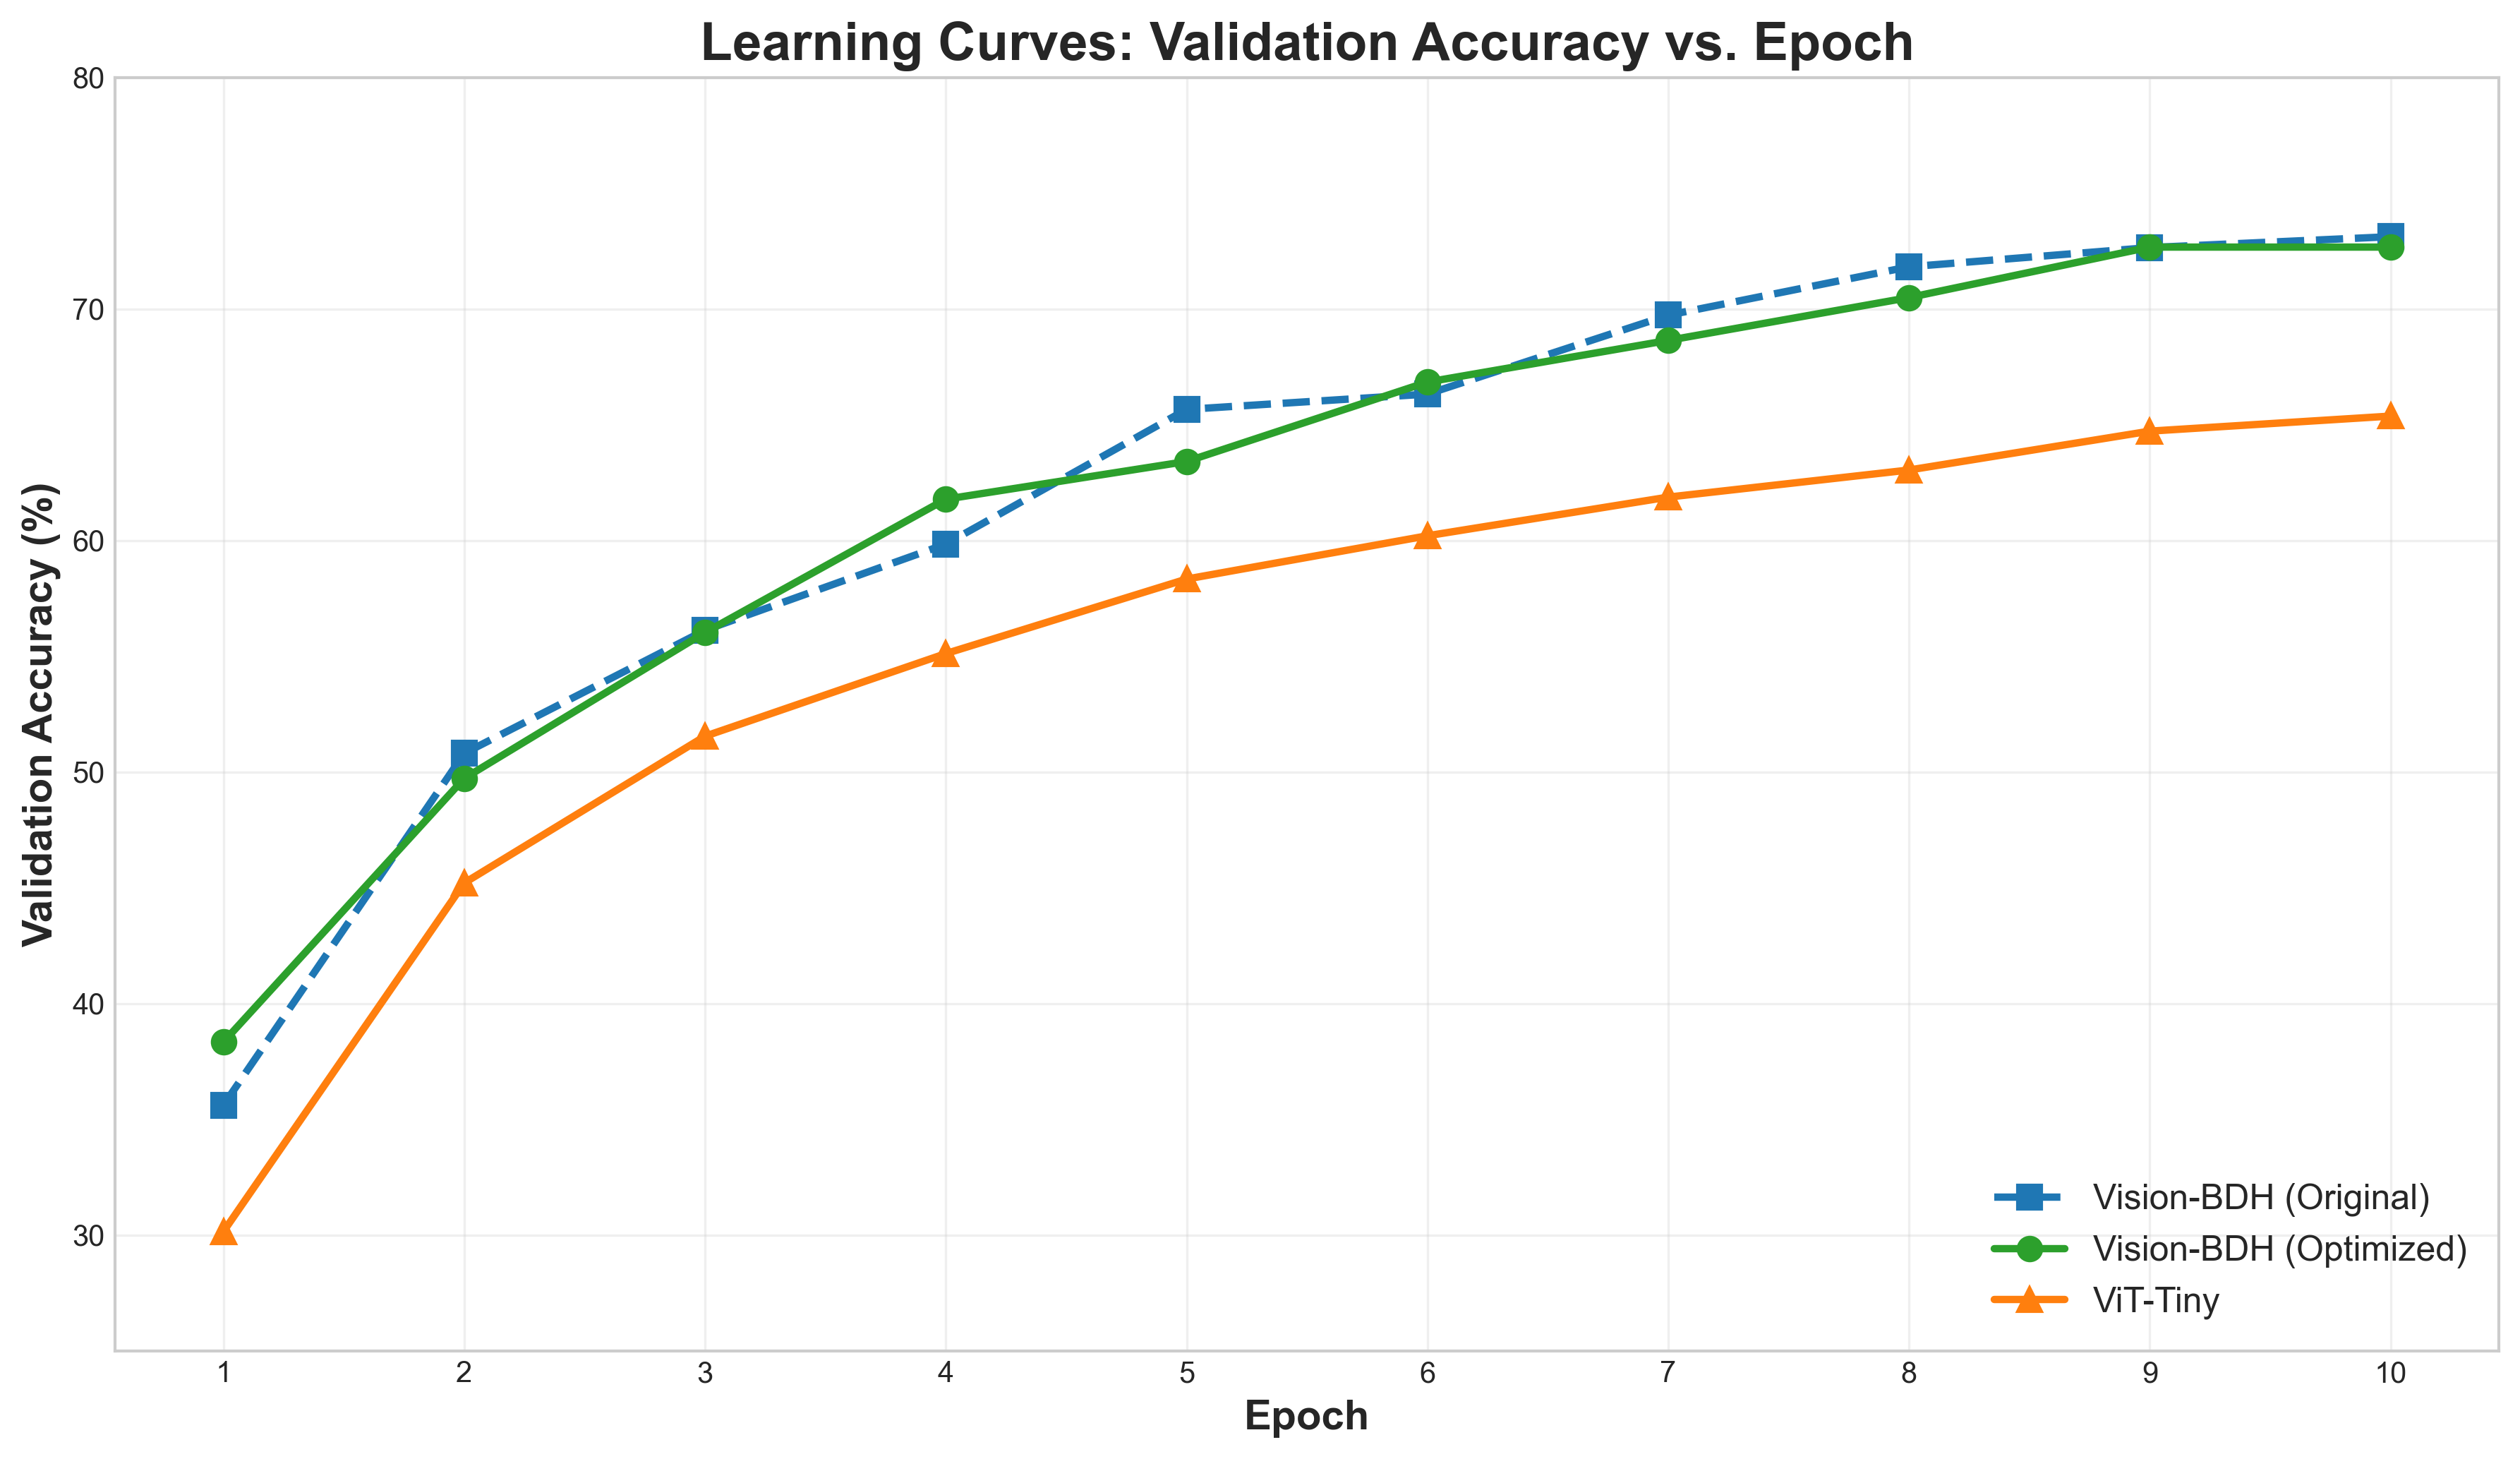 Learning Curves: Validation Accuracy vs. Epoch
Validation Accuracy (%)
80
70
60
50
40
30
1 2 3 4 5 6 7 8 9 10
Epoch
Vision-BDH (Original)
Vision-BDH (Optimized)
ViT-Tiny